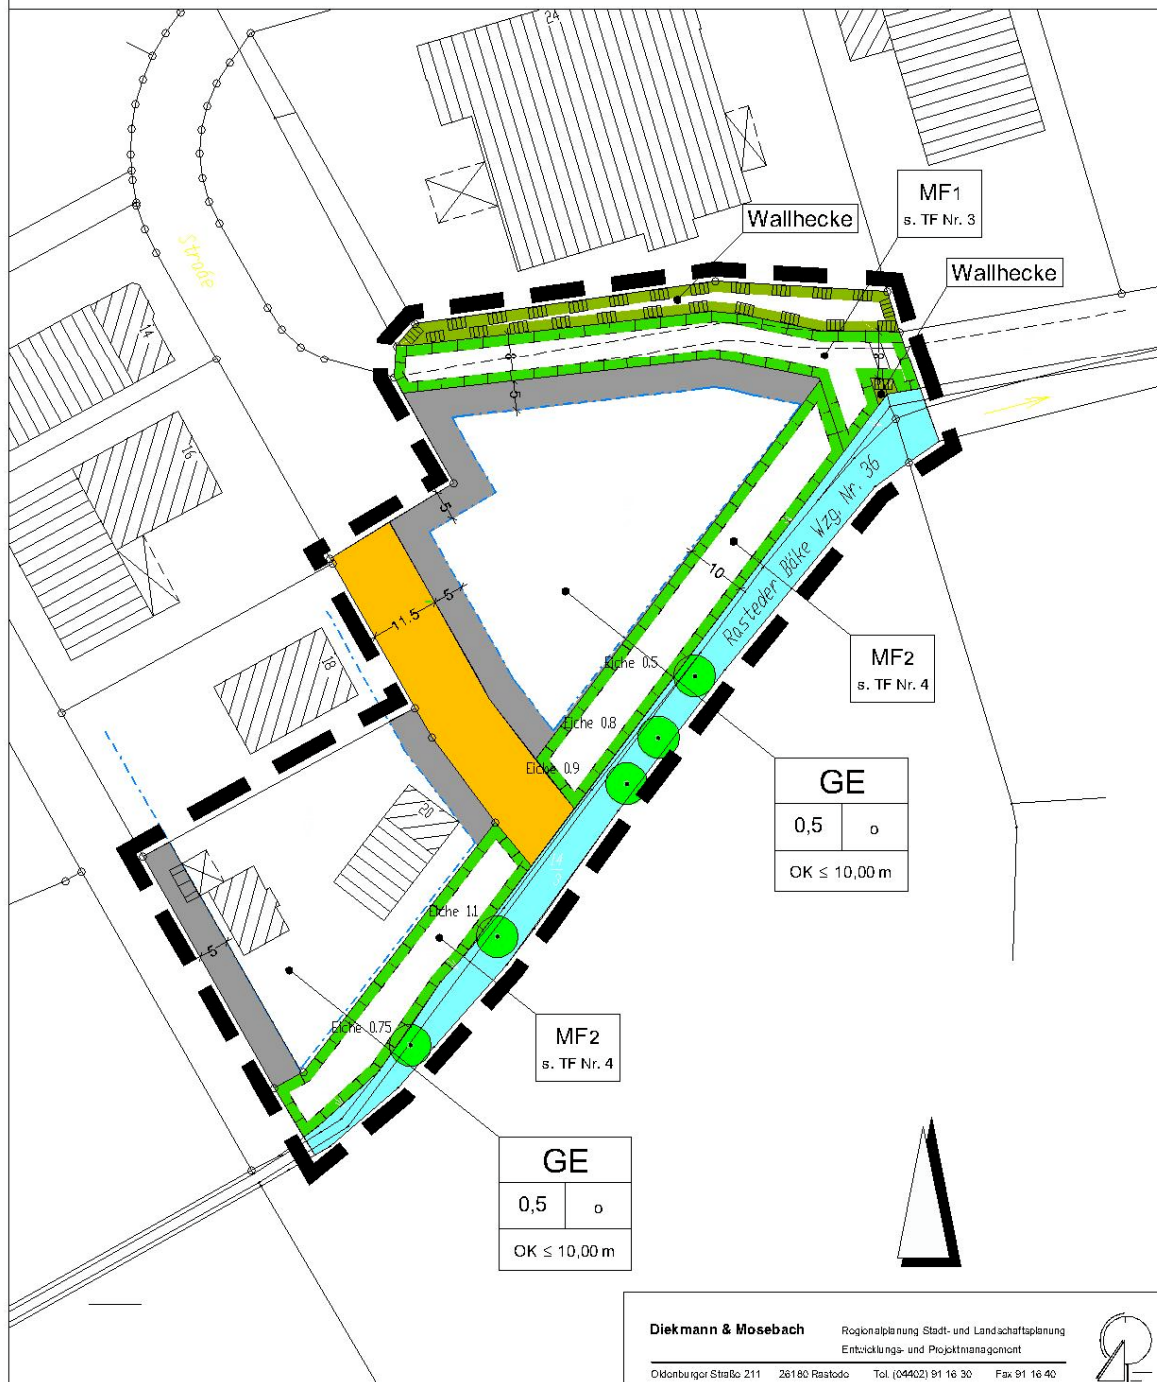 24
MF1
s. TF Nr. 3
Wallhecke
Wallhecke
Straße
14
16
18
20
8
8
5
5
5
11.5
10
5
Rasteder Bäke Wzg. Nr. 36
MF2
s. TF Nr. 4
Eiche 0.5
Eiche 0.8
Eiche 0.9
GE
0,5 o
OK ≤ 10,00 m
Eiche 1.1
Eiche 0.75
MF2
s. TF Nr. 4
GE
0,5 o
OK ≤ 10,00 m
Diekmann & Mosebach Regionalplanung Stadt- und Landschaftsplanung
Entwicklungs- und Projektmanagement
Oldenburger Straße 211 26180 Rastede Tel. (04402) 91 16 30 Fax 91 16 40